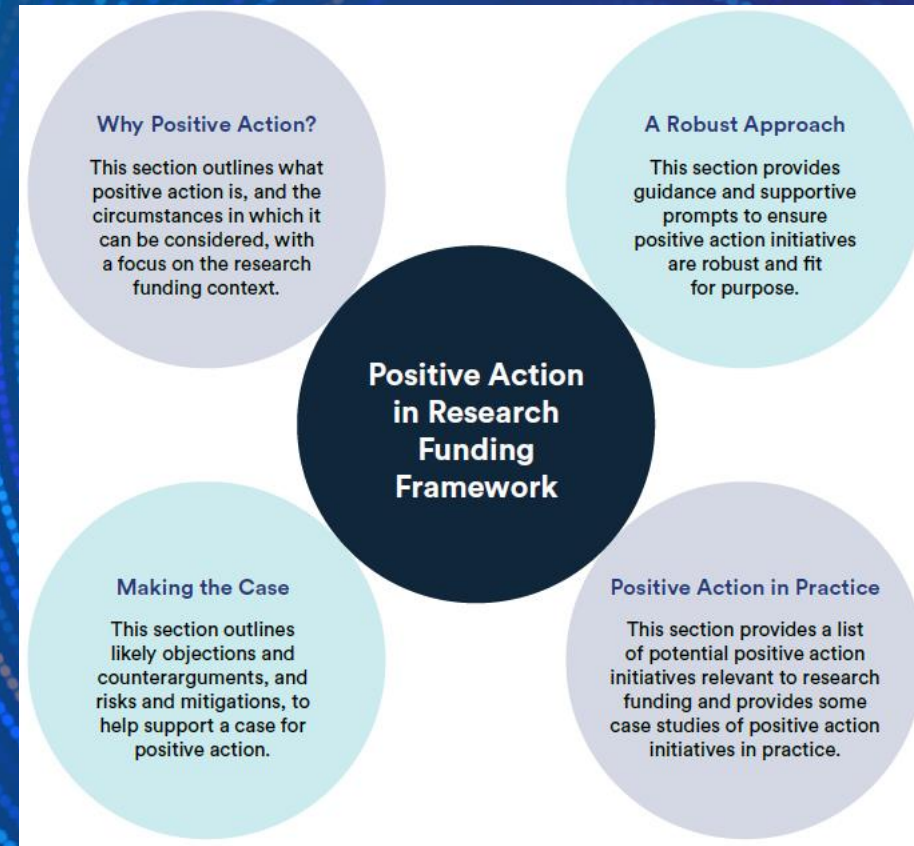 Why Positive Action?
This section outlines what
positive action is, and the
circumstances in which it
can be considered, with
a focus on the research
funding context.
A Robust Approach
This section provides
guidance and supportive
prompts to ensure
positive action initiatives
are robust and fit
for purpose.
Positive Action
in Research
Funding
Framework
Making the Case
This section outlines
likely objections and
counterarguments, and
risks and mitigations, to
help support a case for
positive action.
Positive Action in Practice
This section provides a list
of potential positive action
initiatives relevant to research
funding and provides some
case studies of positive action
initiatives in practice.